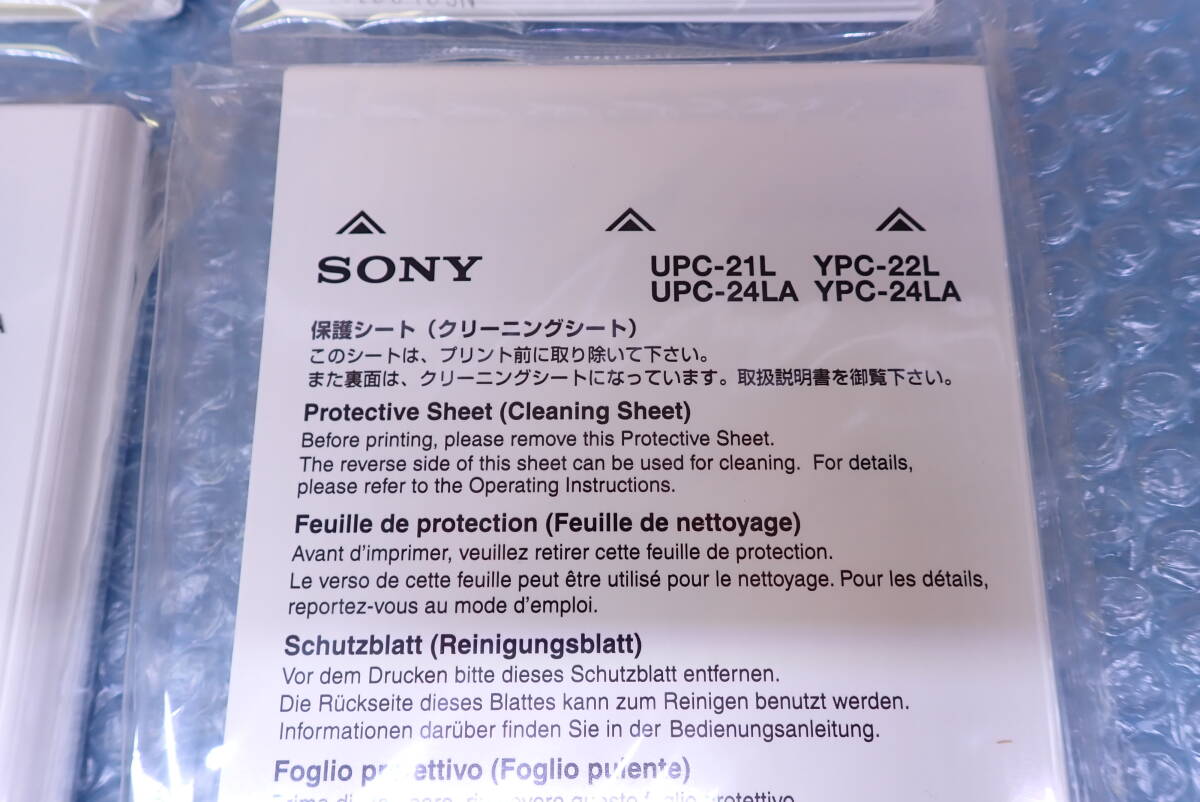 SONY
UPC-21L YPC-22L
UPC-24LA YPC-24LA
保護シート（クリーニングシート）
このシートは、プリント前に取り除いて下さい。
また裏面は、クリーニングシートになっています。取扱説明書を御覧下さい。
Protective Sheet (Cleaning Sheet)
Before printing, please remove this Protective Sheet.
The reverse side of this sheet can be used for cleaning. For details,
please refer to the Operating Instructions.
Feuille de protection (Feuille de nettoyage)
Avant d'imprimer, veuillez retirer cette feuille de protection.
Le verso de cette feuille peut être utilisé pour le nettoyage. Pour les détails,
reportez-vous au mode d'emploi.
Schutzblatt (Reinigungsblatt)
Vor dem Drucken bitte dieses Schutzblatt entfernen.
Die Rückseite dieses Blattes kann zum Reinigen benutzt werden.
Informationen darüber finden Sie in der Bedienungsanleitung.
Foglio (Foglio
questo